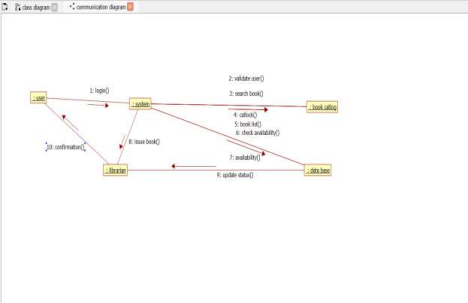 class diagram
communication diagram
2: validate user()
1: login()
3: search book()
: user
: system
: book catlog
4: catlock()
5: book list()
6: check availability()
10: confirmation()
8: issue book()
7: availability()
: librarian
: data base
9: update status()